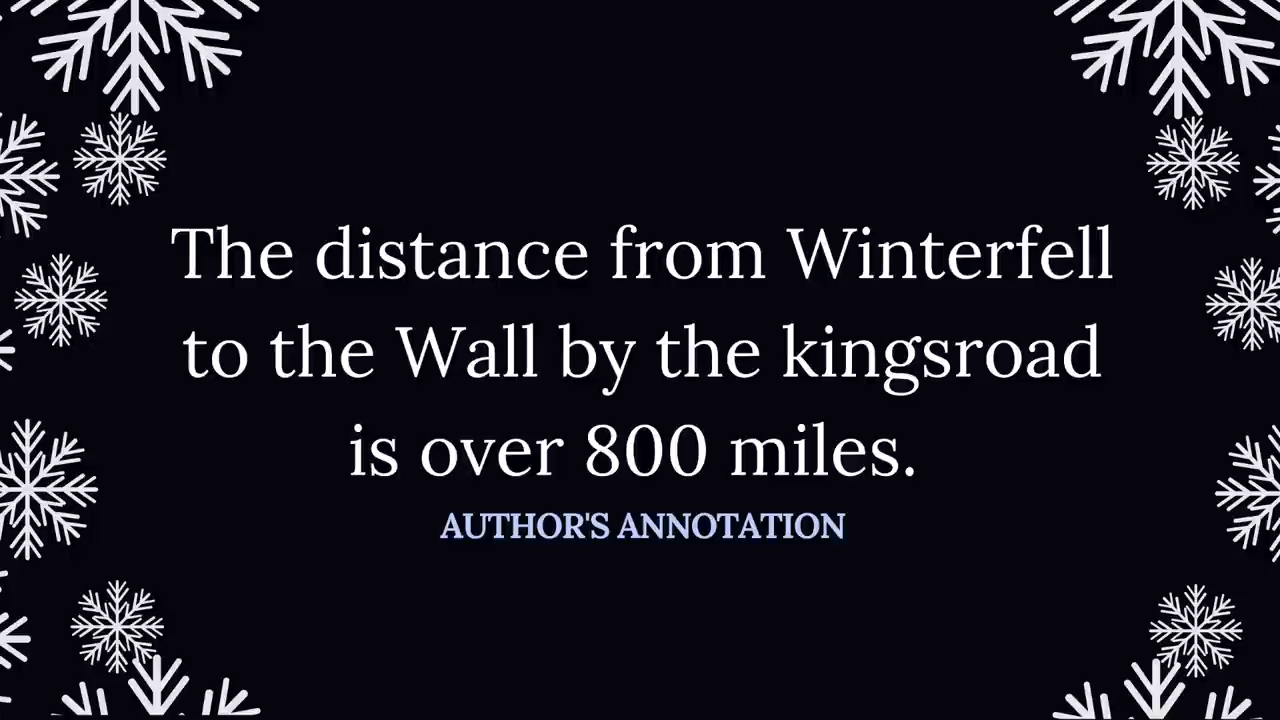 The distance from Winterfell
to the Wall by the kingsroad
is over 800 miles.
AUTHOR'S ANNOTATION